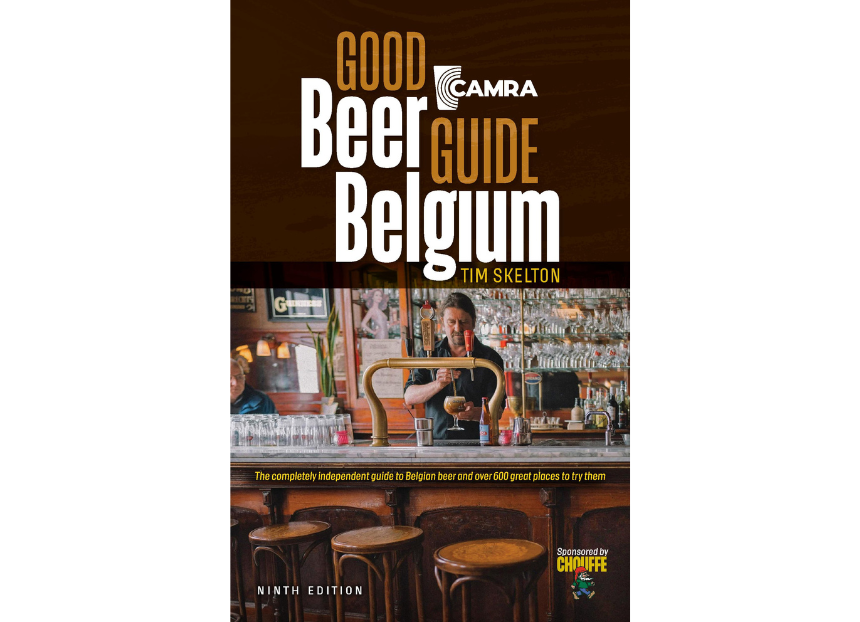 GOOD
CAMRA
Beer
GUIDE
Belgium
TIM SKELTON
The completely independent guide to Belgian beer and over 600 great places to try them
Sponsored by
CHOUFFE
NINTH EDITION